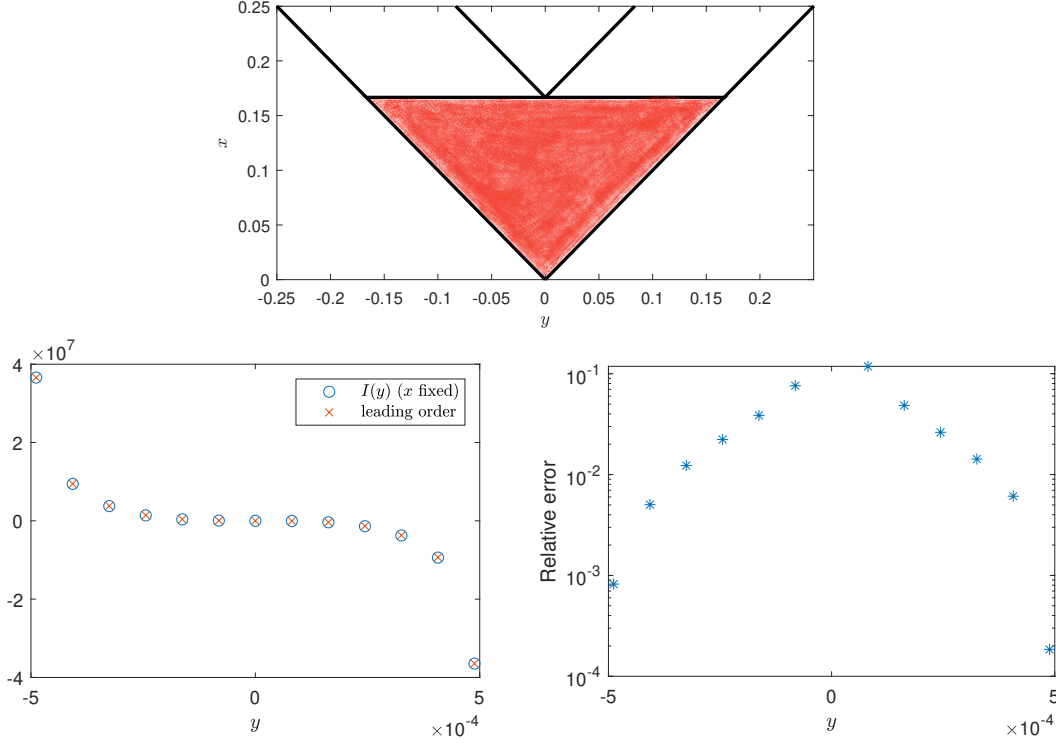 0.25
0.2
0.15
x
0.1
0.05
0
-0.25 -0.2 -0.15 -0.1 -0.05 0 0.05 0.1 0.15 0.2
y
×10^7
4
2
0
-2
-4
I(y) (x fixed)
leading order
-5 0 5
y
×10^-4
10^-1
10^-2
Relative error
10^-3
10^-4
-5 0 5
y
×10^-4